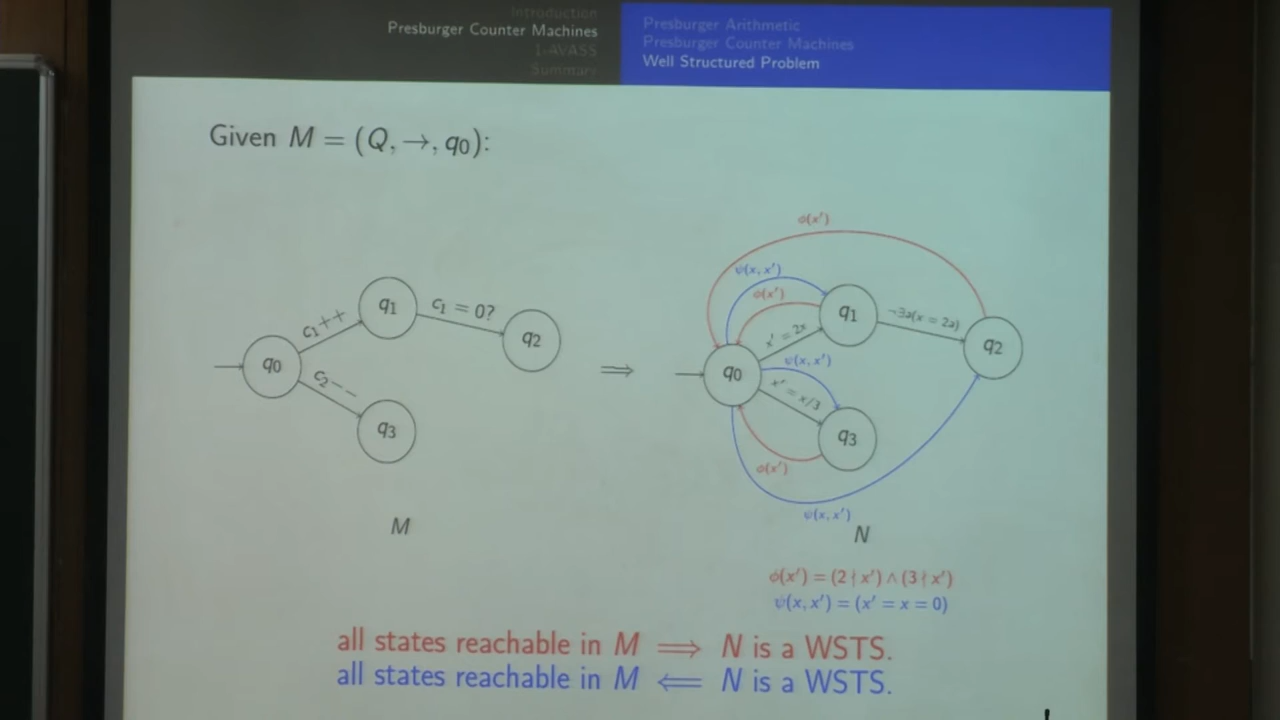 Introduction
Presburger Counter Machines
1-AVASS
Summary
Presburger Arithmetic
Presburger Counter Machines
Well Structured Problem
Given M = (Q, →, q₀):
q₀
c₁++
q₁
c₁ = 0?
q₂
c₂−−
q₃
M
⟹
ϕ(x′)
ψ(x, x′)
ϕ(x′)
q₁
¬∃a(x = 2a)
q₂
x′ = 2x
ψ(x, x′)
q₀
x′ = x/3
q₃
ϕ(x′)
ψ(x, x′)
N
ϕ(x′) = (2 ∤ x′) ∧ (3 ∤ x′)
ψ(x, x′) = (x′ = x = 0)
all states reachable in M ⟹ N is a WSTS.
all states reachable in M ⟸ N is a WSTS.